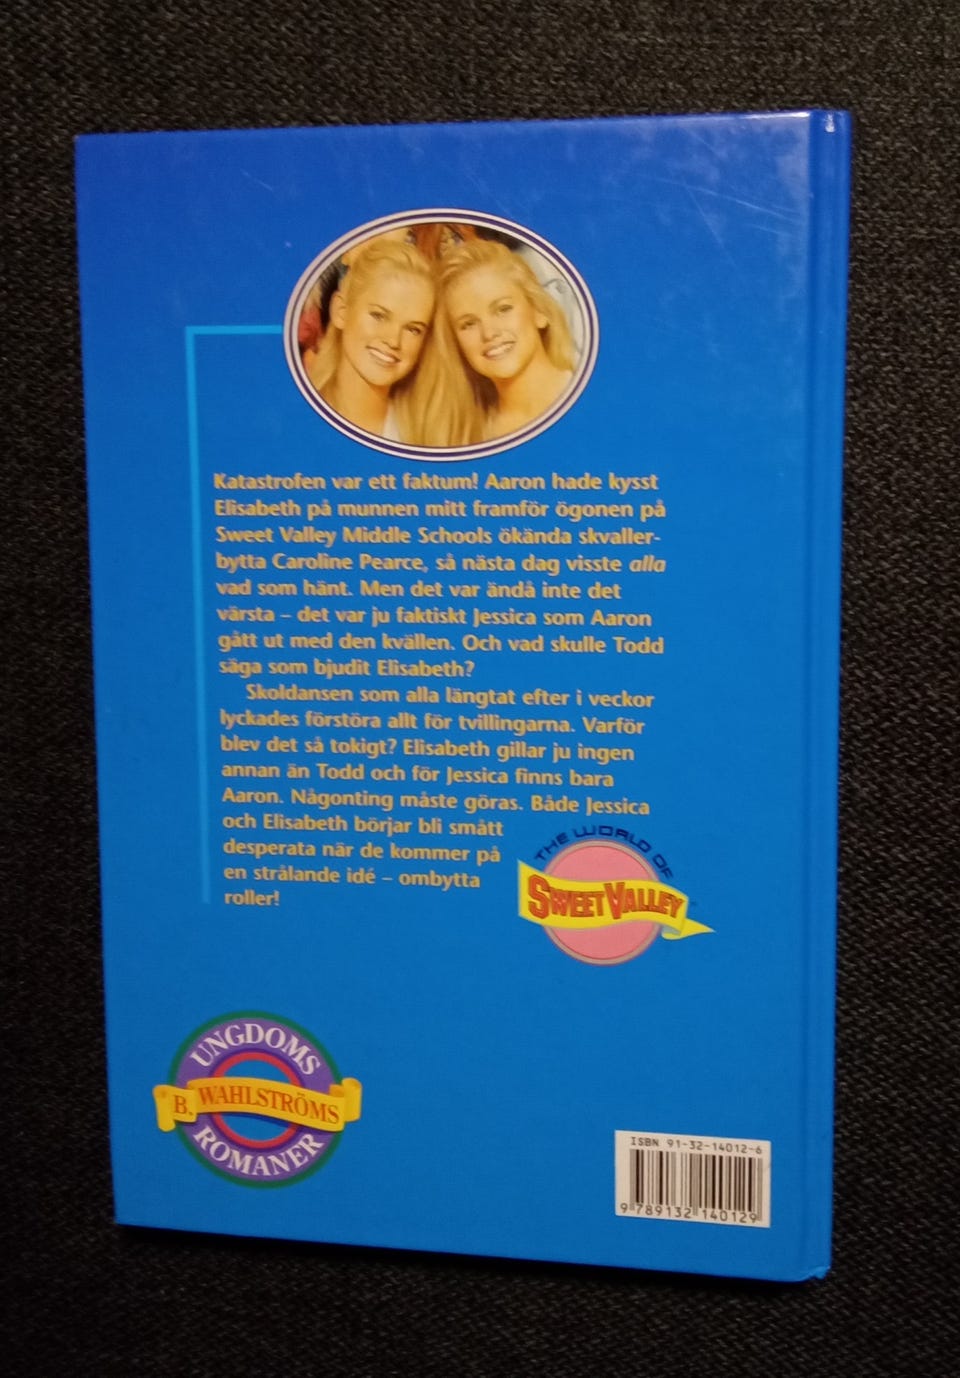 Katastrofen var ett faktum! Aaron hade kysst
Elisabeth på munnen mitt framför ögonen på
Sweet Valley Middle Schools ökända skvaller-
bytta Caroline Pearce, så nästa dag visste alla
vad som hänt. Men det var ändå inte det
värsta – det var ju faktiskt Jessica som Aaron
gått ut med den kvällen. Och vad skulle Todd
säga som bjudit Elisabeth?
Skoldansen som alla längtat efter i veckor
lyckades förstöra allt för tvillingarna. Varför
blev det så tokigt? Elisabeth gillar ju ingen
annan än Todd och för Jessica finns bara
Aaron. Någonting måste göras. Både Jessica
och Elisabeth börjar bli smått
desperata när de kommer på
en strålande idé – ombytta
roller!
THE WORLD OF
SWEET VALLEY
UNGDOMS
B. WAHLSTRÖMS
ROMANER
ISBN 91-32-14012-6
9 789132 140129